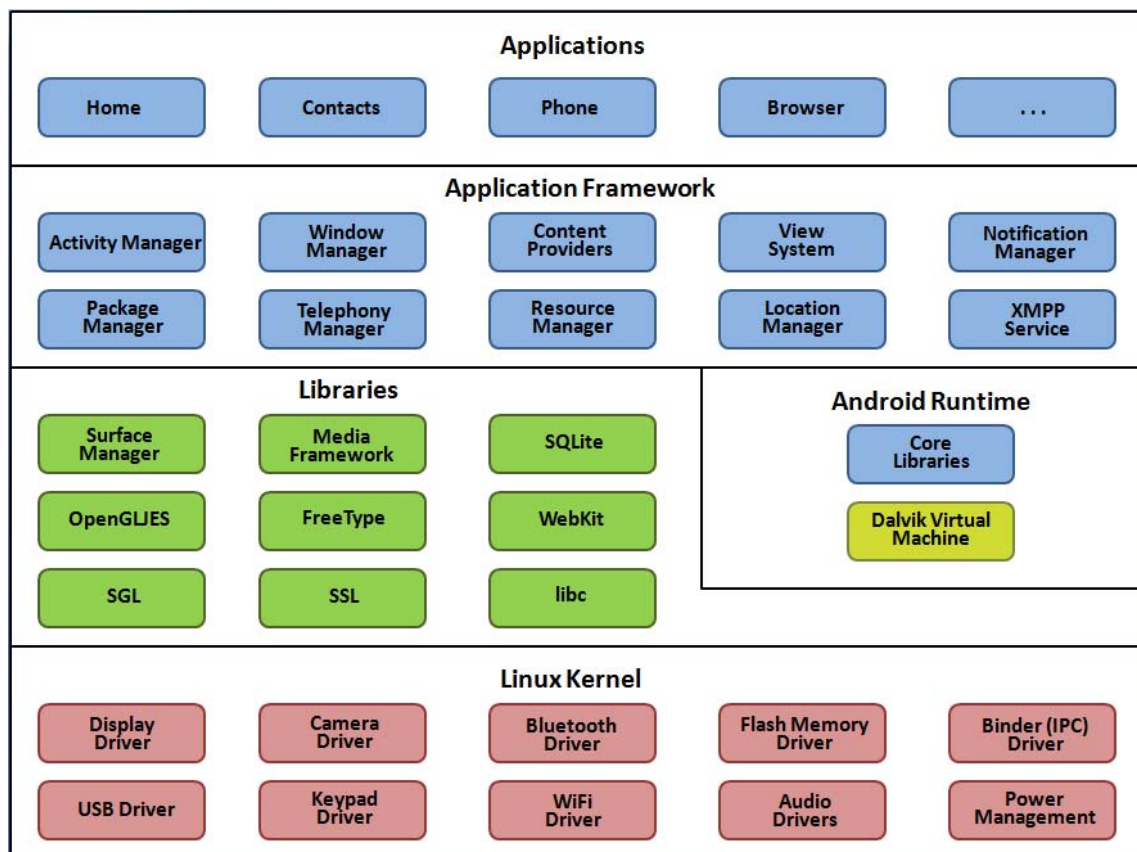 Applications
Home
Contacts
Phone
Browser
...
Application Framework
Activity Manager
Window
Manager
Content
Providers
View
System
Notification
Manager
Package
Manager
Telephony
Manager
Resource
Manager
Location
Manager
XMPP
Service
Libraries
Surface
Manager
Media
Framework
SQLite
OpenGLJES
FreeType
WebKit
SGL
SSL
libc
Android Runtime
Core
Libraries
Dalvik Virtual
Machine
Linux Kernel
Display
Driver
Camera
Driver
Bluetooth
Driver
Flash Memory
Driver
Binder (IPC)
Driver
USB Driver
Keypad
Driver
WiFi
Driver
Audio
Drivers
Power
Management